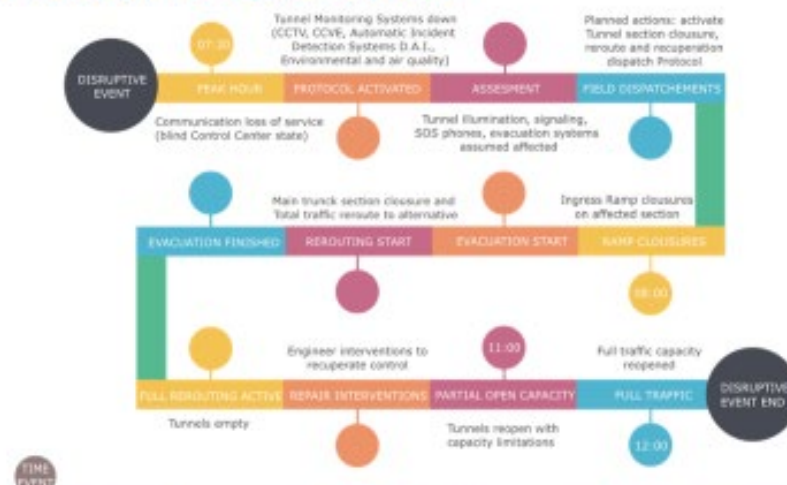 Tunnel Monitoring Systems down
(CCTV, CCVE, Automatic Incident
Detection Systems D.A.I.,
Environmental and air quality)
Planned actions: activate
Tunnel section clousure,
reroute and recuperation
dispatch Protocol
07:30
DISRUPTIVE
EVENT
PEAK HOUR
PROTOCOL ACTIVATED
ASSESMENT
FIELD DISPATCHEMENTS
Communication loss of service
(blind Control Center state)
Tunnel illumination, signaling,
SOS phones, evacuation systems
assumed affected
Main trunck section clousure and
Total traffic reroute to alternative
Ingress Ramp clousures
on affected section
EVACUATION FINISHED
REROUTING START
EVACUATION START
RAMP CLOUSURES
08:00
Engineer interventions to
recuperate control
11:00
Full traffic capacity
reopened
FULL REROUTING ACTIVE
REPAIR INTERVENTIONS
PARTIAL OPEN CAPACITY
FULL TRAFFIC
DISRUPTIVE
EVENT END
Tunnels empty
Tunnels reopen with
capacity limitations
12:00
TIME
EVENT